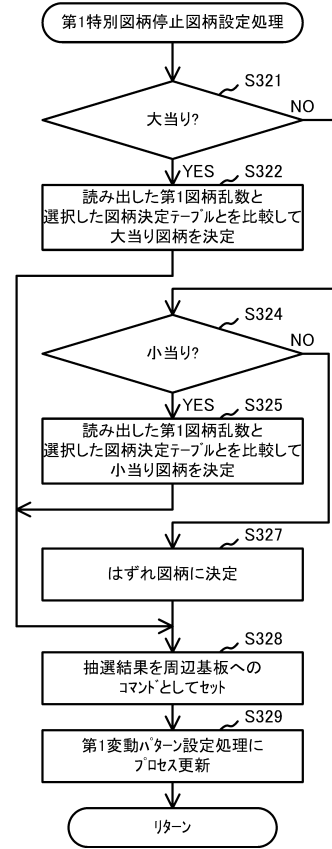 第1特別図柄停止図柄設定処理
S321
大当り?
NO
YES
S322
読み出した第1図柄乱数と
選択した図柄決定テーブルとを比較して
大当り図柄を決定
S324
小当り?
NO
YES
S325
読み出した第1図柄乱数と
選択した図柄決定テーブルとを比較して
小当り図柄を決定
S327
はずれ図柄に決定
S328
抽選結果を周辺基板への
コマンドとしてセット
S329
第1変動パターン設定処理に
プロセス更新
リターン